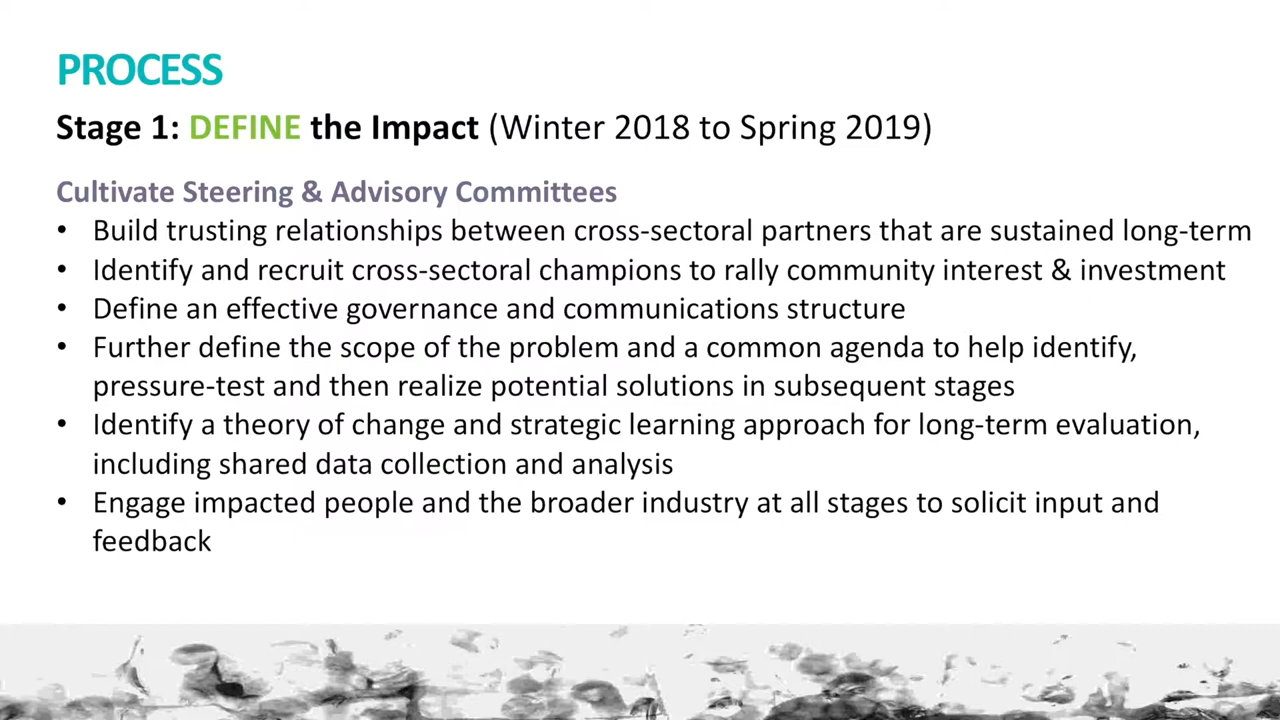 PROCESS
Stage 1: DEFINE the Impact (Winter 2018 to Spring 2019)
Cultivate Steering & Advisory Committees
• Build trusting relationships between cross-sectoral partners that are sustained long-term
• Identify and recruit cross-sectoral champions to rally community interest & investment
• Define an effective governance and communications structure
• Further define the scope of the problem and a common agenda to help identify,
pressure-test and then realize potential solutions in subsequent stages
• Identify a theory of change and strategic learning approach for long-term evaluation,
including shared data collection and analysis
• Engage impacted people and the broader industry at all stages to solicit input and
feedback